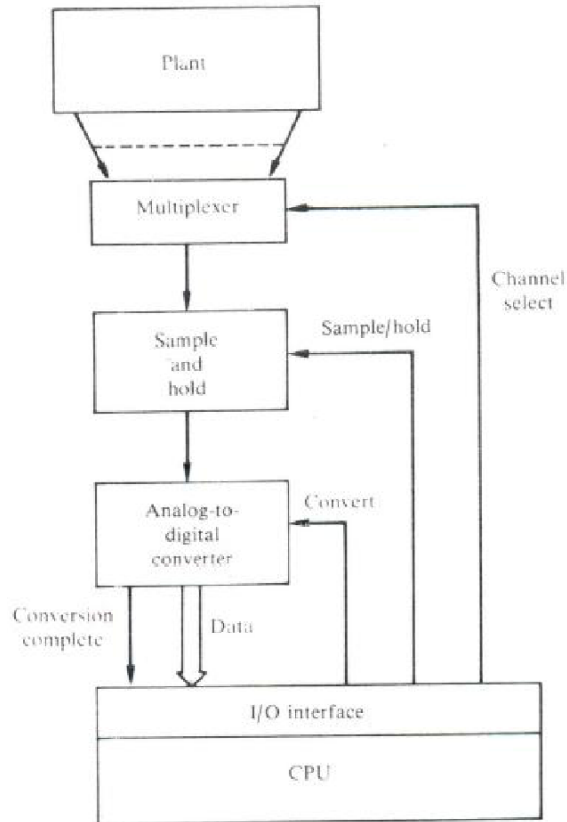 Plant
Multiplexer
Channel
select
Sample/hold
Sample
and
hold
Convert
Analog-to-
digital
converter
Conversion
complete
Data
I/O interface
CPU